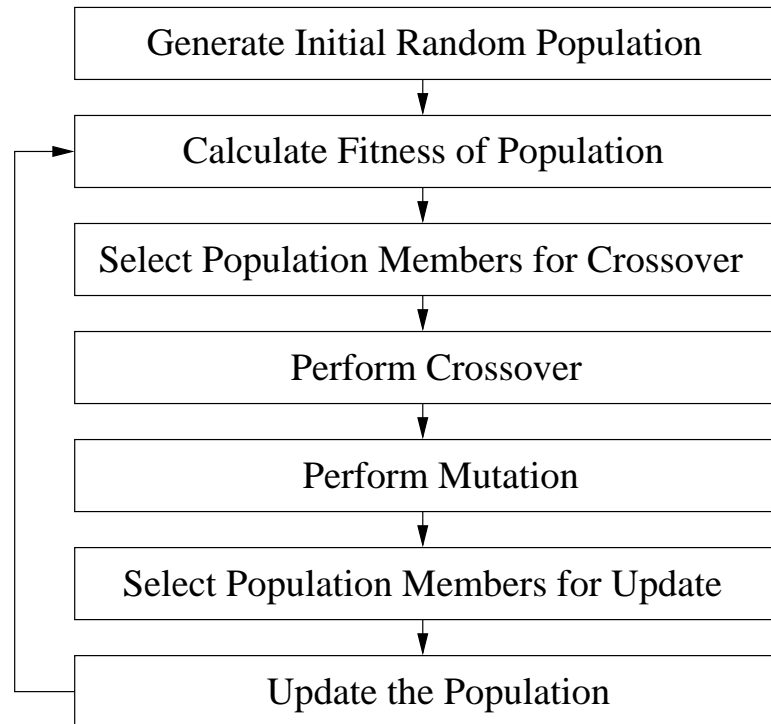 Generate Initial Random Population
Calculate Fitness of Population
Select Population Members for Crossover
Perform Crossover
Perform Mutation
Select Population Members for Update
Update the Population